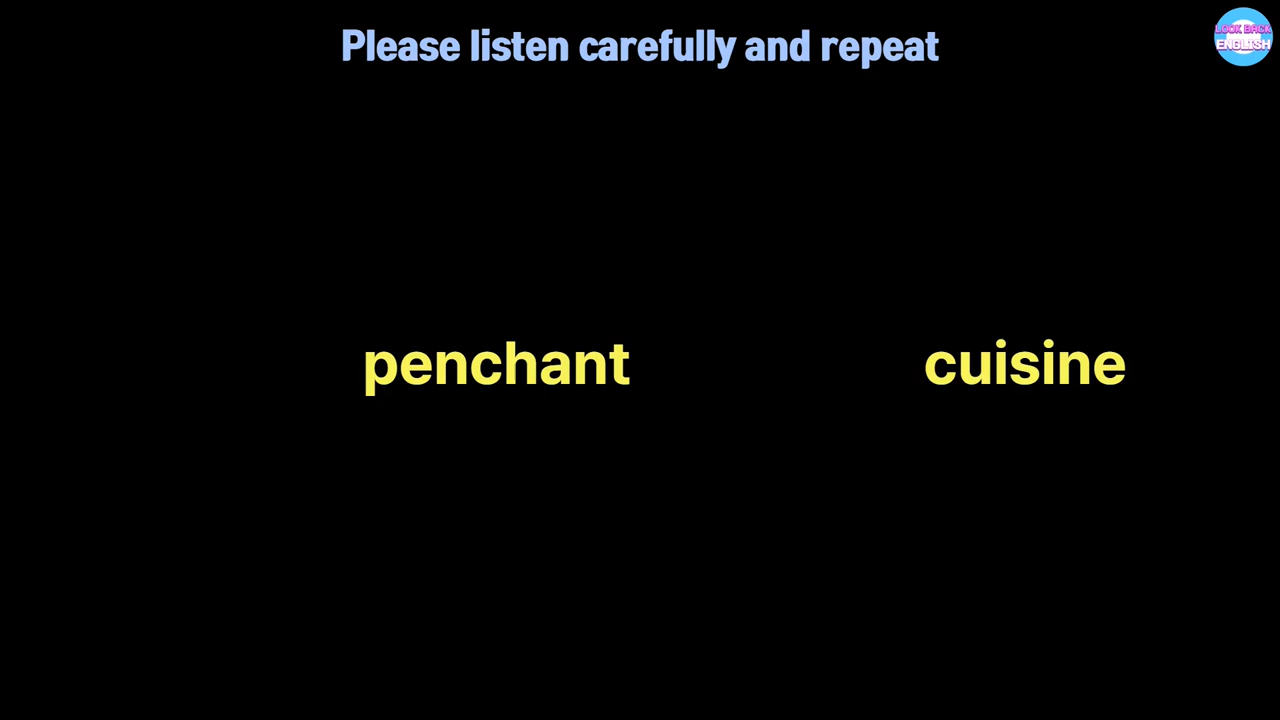 Please listen carefully and repeat
LOOK BACK
ENGLISH
penchant cuisine